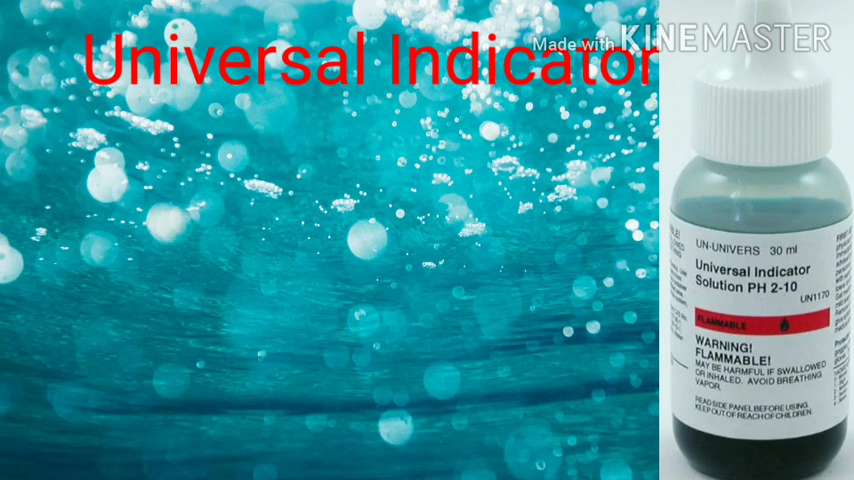 Universal Indicator
Made with KINEMASTER
UN-UNIVERS 30 ml
Universal Indicator
Solution PH 2-10
UN1170
FLAMMABLE
WARNING!
FLAMMABLE!
MAY BE HARMFUL IF SWALLOWED
OR INHALED. AVOID BREATHING
VAPOR.
READ SIDE PANEL BEFORE USING.
KEEP OUT OF REACH OF CHILDREN.